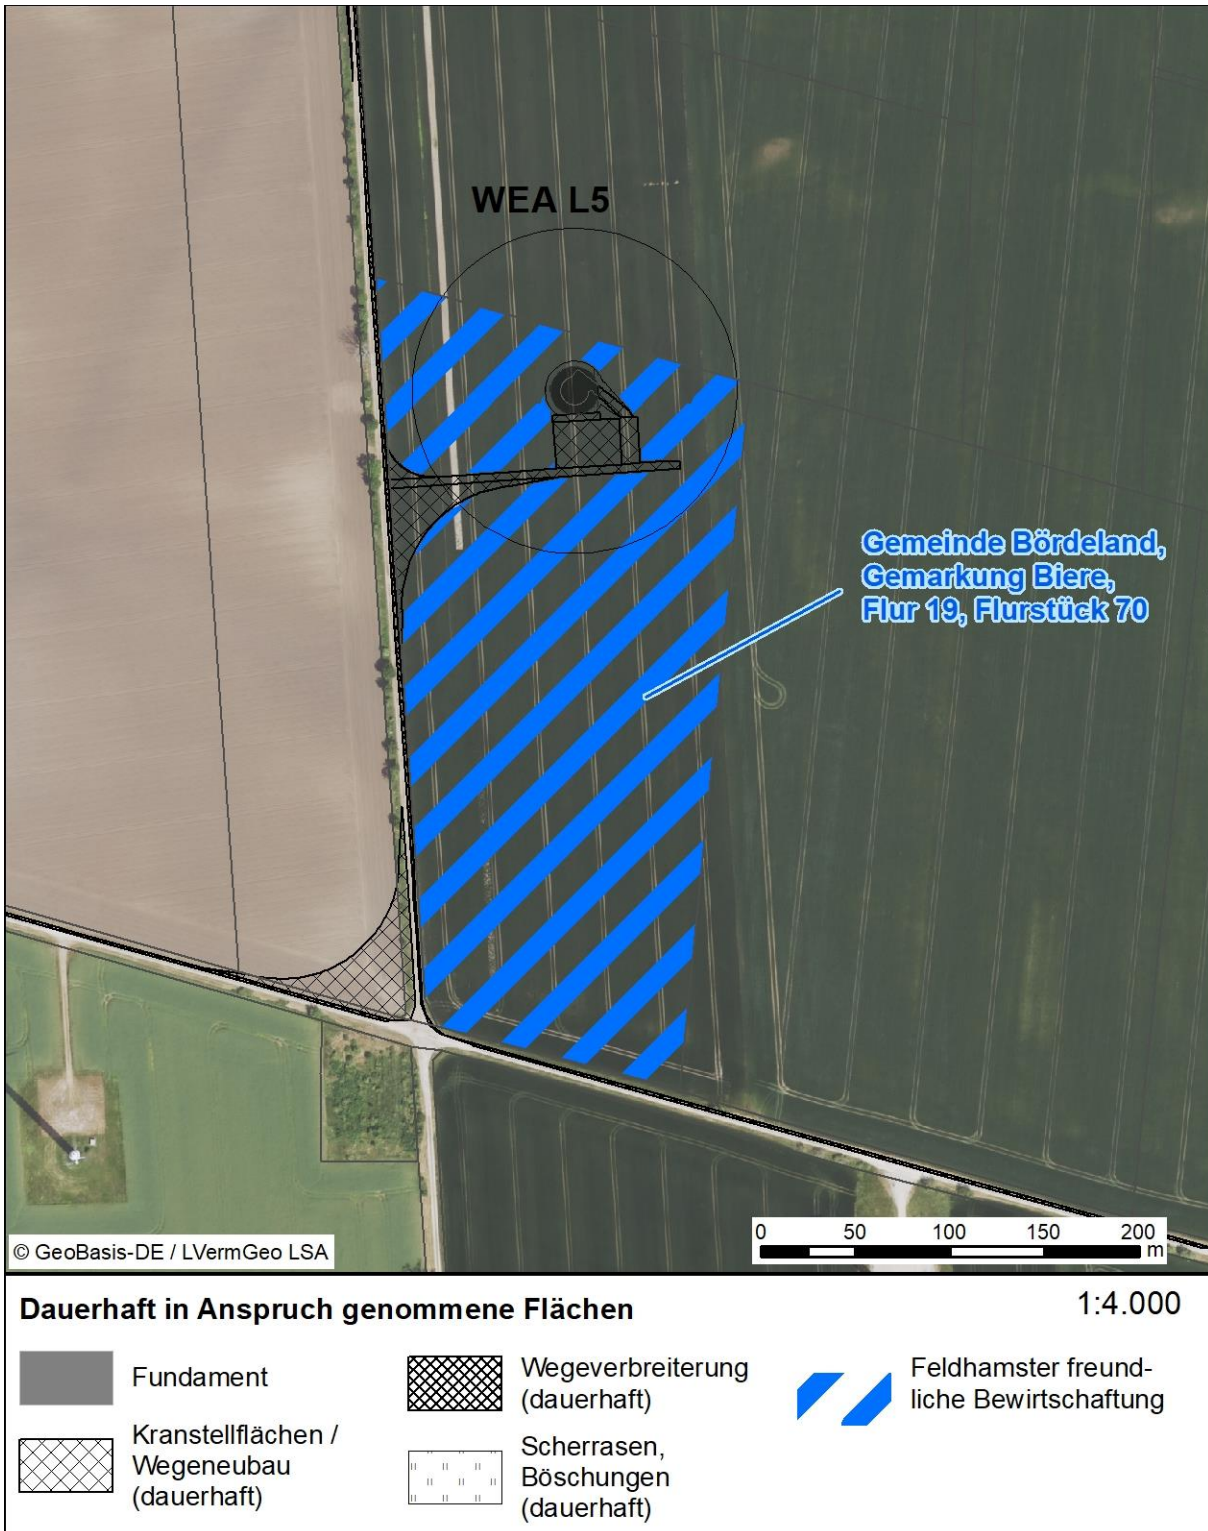 WEA L5
Gemeinde Bördeland,
Gemarkung Biere,
Flur 19, Flurstück 70
0 50 100 150 200
m
© GeoBasis-DE / LVermGeo LSA
Dauerhaft in Anspruch genommene Flächen
1:4.000
Fundament
Kranstellflächen /
Wegeneubau
(dauerhaft)
Wegeverbreiterung
(dauerhaft)
Scherrasen,
Böschungen
(dauerhaft)
Feldhamster freund-
liche Bewirtschaftung